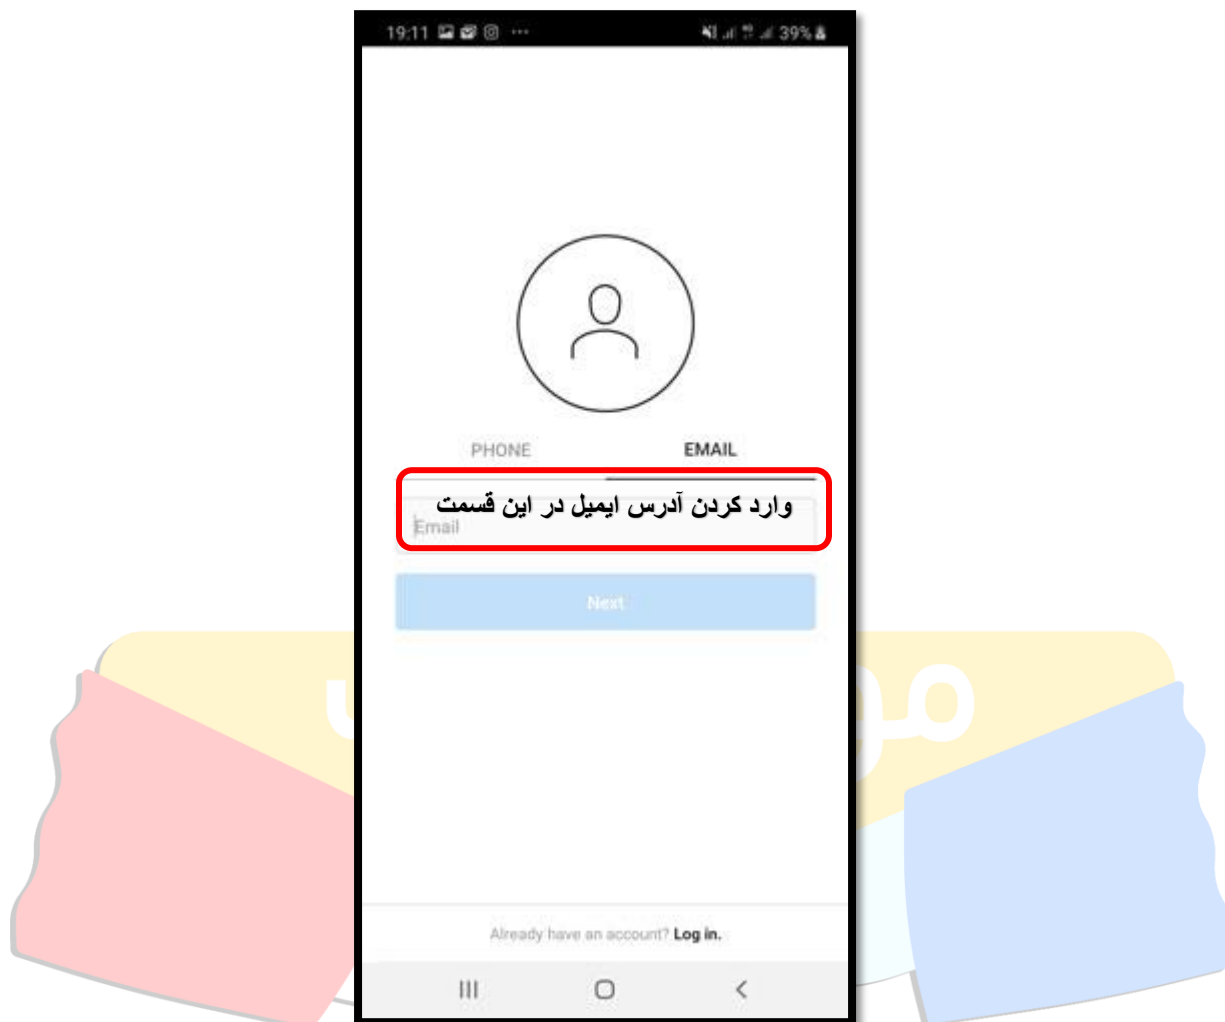 19:11
39%
PHONE
EMAIL
وارد کردن آدرس ایمیل در این قسمت
Email
Next
Already have an account? Log in.